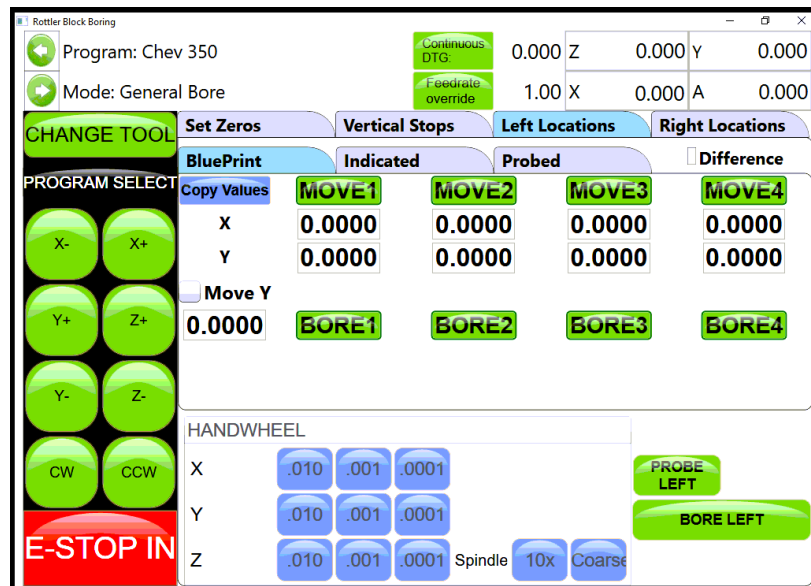 Rottler Block Boring
Program: Chev 350
Continuous DTG: 0.000 Z 0.000 Y 0.000
Mode: General Bore
Feedrate override 1.00 X 0.000 A 0.000
CHANGE TOOL
Set Zeros Vertical Stops Left Locations Right Locations
BluePrint Indicated Probed Difference
PROGRAM SELECT
Copy Values MOVE1 MOVE2 MOVE3 MOVE4
X 0.0000 0.0000 0.0000 0.0000
Y 0.0000 0.0000 0.0000 0.0000
Move Y
0.0000 BORE1 BORE2 BORE3 BORE4
X- X+
Y+ Z+
Y- Z-
CW CCW
E-STOP IN
HANDWHEEL
X .010 .001 .0001
Y .010 .001 .0001
Z .010 .001 .0001 Spindle 10x Coarse
PROBE
LEFT
BORE LEFT